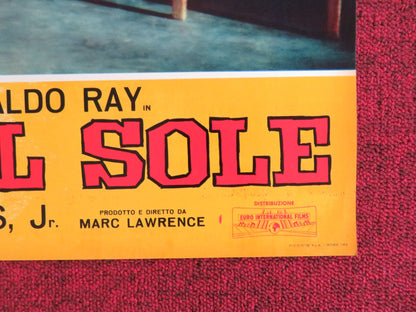 ALDO RAY IN
L SOLE
S, Jr.
PRODOTTO E DIRETTO DA
MARC LAWRENCE
DISTRIBUZIONE
EURO INTERNATIONAL FILMS